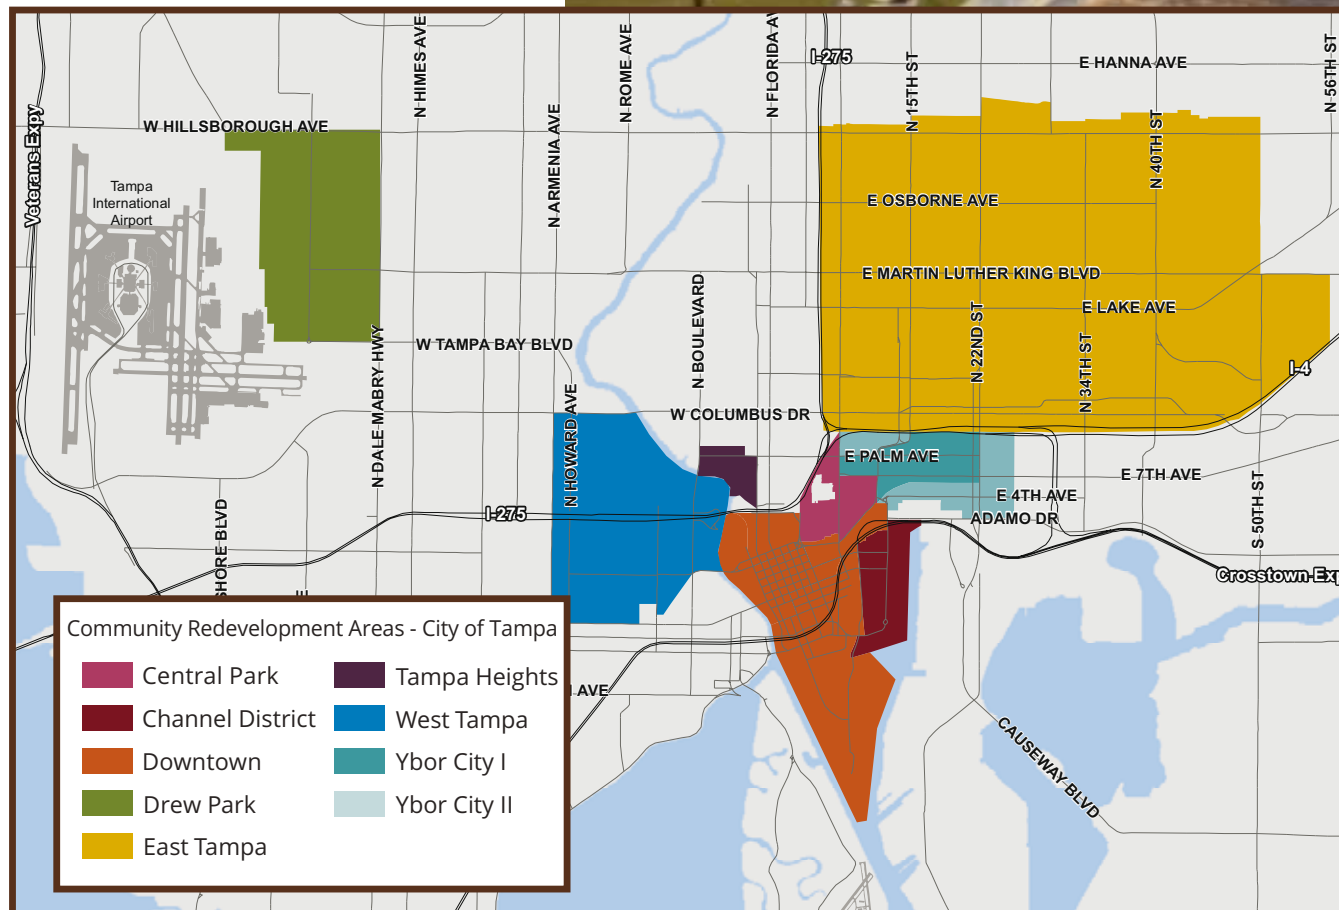 N HIMES AVE
N ROME AVE
N FLORIDA AV
I-275
N 15TH ST
E HANNA AVE
N 56TH ST
Veterans Expy
W HILLSBOROUGH AVE
N ARMENIA AVE
N 40TH ST
Tampa
International
Airport
E OSBORNE AVE
E MARTIN LUTHER KING BLVD
N BOULEVARD
E LAKE AVE
N 22ND ST
N 34TH ST
W TAMPA BAY BLVD
N DALE MABRY HWY
I-4
N HOWARD AVE
W COLUMBUS DR
E PALM AVE
E 7TH AVE
E 4TH AVE
ADAMO DR
I-275
S 50TH ST
SHORE BLVD
Crosstown Exp
E
AVE
CAUSEWAY BLVD
Community Redevelopment Areas - City of Tampa
Central Park
Channel District
Downtown
Drew Park
East Tampa
Tampa Heights
West Tampa
Ybor City I
Ybor City II